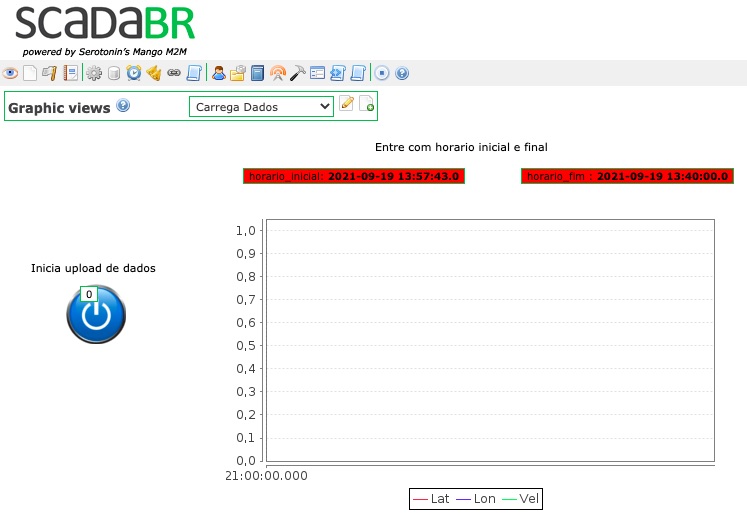 SCADABR
powered by Serotonin's Mango M2M
Graphic views
Carrega Dados
Entre com horario inicial e final
horario_inicial: 2021-09-19 13:57:43.0
horario_fim : 2021-09-19 13:40:00.0
Inicia upload de dados
0
1,0
0,9
0,8
0,7
0,6
0,5
0,4
0,3
0,2
0,1
0,0
21:00:00.000
Lat Lon Vel